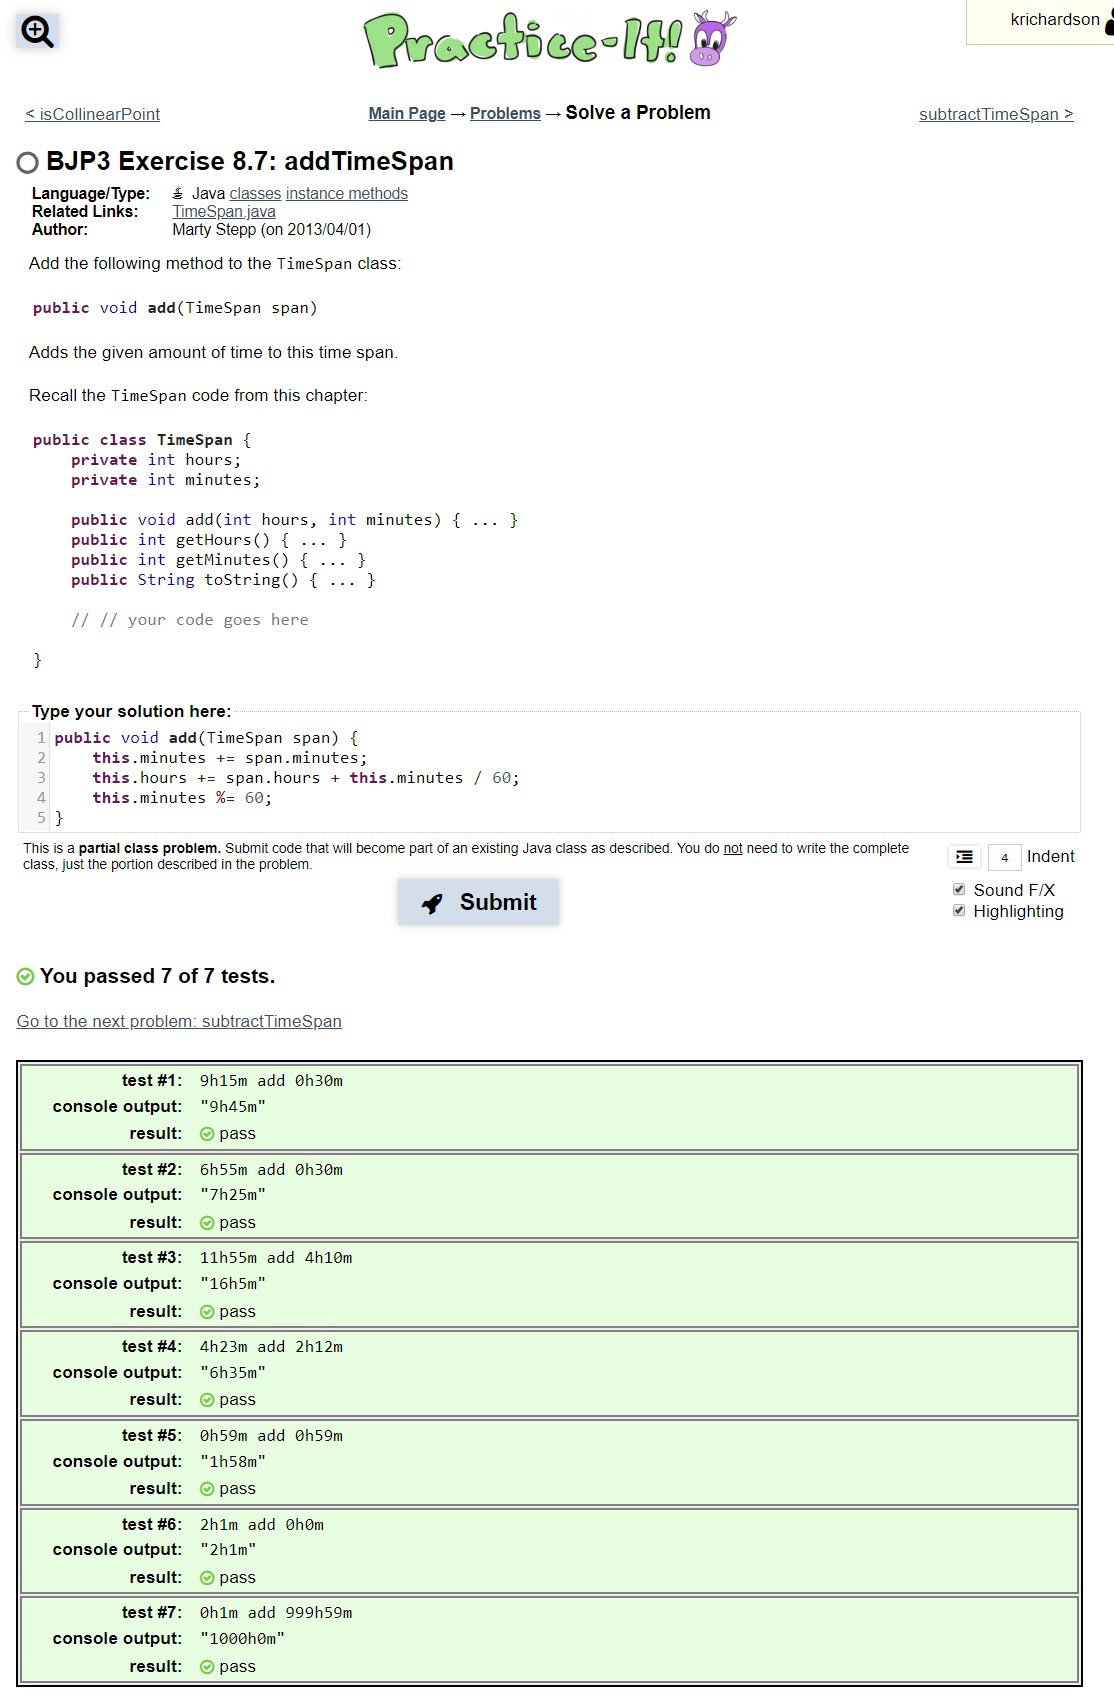 Practice-It!
krichardson
< isCollinearPoint
Main Page → Problems → Solve a Problem
subtractTimeSpan >
BJP3 Exercise 8.7: addTimeSpan
Language/Type: Java classes instance methods
Related Links: TimeSpan.java
Author: Marty Stepp (on 2013/04/01)
Add the following method to the TimeSpan class:
public void add(TimeSpan span)
Adds the given amount of time to this time span.
Recall the TimeSpan code from this chapter:
public class TimeSpan {
    private int hours;
    private int minutes;
    public void add(int hours, int minutes) { ... }
    public int getHours() { ... }
    public int getMinutes() { ... }
    public String toString() { ... }
    // // your code goes here
}
Type your solution here:
1 public void add(TimeSpan span) {
2     this.minutes += span.minutes;
3     this.hours += span.hours + this.minutes / 60;
4     this.minutes %= 60;
5 }
This is a partial class problem. Submit code that will become part of an existing Java class as described. You do not need to write the complete
class, just the portion described in the problem.
4 Indent
Sound F/X
Highlighting
Submit
You passed 7 of 7 tests.
Go to the next problem: subtractTimeSpan
test #1: 9h15m add 0h30m
console output: "9h45m"
result: pass
test #2: 6h55m add 0h30m
console output: "7h25m"
result: pass
test #3: 11h55m add 4h10m
console output: "16h5m"
result: pass
test #4: 4h23m add 2h12m
console output: "6h35m"
result: pass
test #5: 0h59m add 0h59m
console output: "1h58m"
result: pass
test #6: 2h1m add 0h0m
console output: "2h1m"
result: pass
test #7: 0h1m add 999h59m
console output: "1000h0m"
result: pass